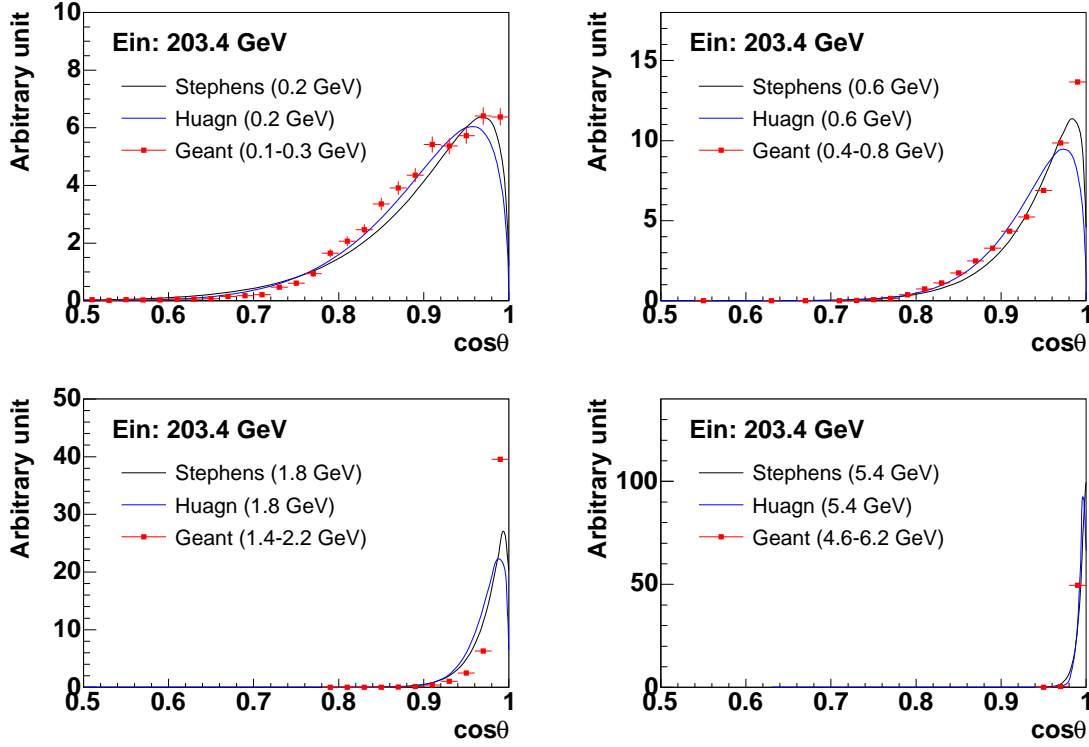 Arbitrary unit
10
8
6
4
2
0
Ein: 203.4 GeV
Stephens (0.2 GeV)
Huagn (0.2 GeV)
Geant (0.1-0.3 GeV)
0.5 0.6 0.7 0.8 0.9 1
cosθ
Arbitrary unit
15
10
5
0
Ein: 203.4 GeV
Stephens (0.6 GeV)
Huagn (0.6 GeV)
Geant (0.4-0.8 GeV)
0.5 0.6 0.7 0.8 0.9 1
cosθ
Arbitrary unit
50
40
30
20
10
0
Ein: 203.4 GeV
Stephens (1.8 GeV)
Huagn (1.8 GeV)
Geant (1.4-2.2 GeV)
0.5 0.6 0.7 0.8 0.9 1
cosθ
Arbitrary unit
100
50
0
Ein: 203.4 GeV
Stephens (5.4 GeV)
Huagn (5.4 GeV)
Geant (4.6-6.2 GeV)
0.5 0.6 0.7 0.8 0.9 1
cosθ